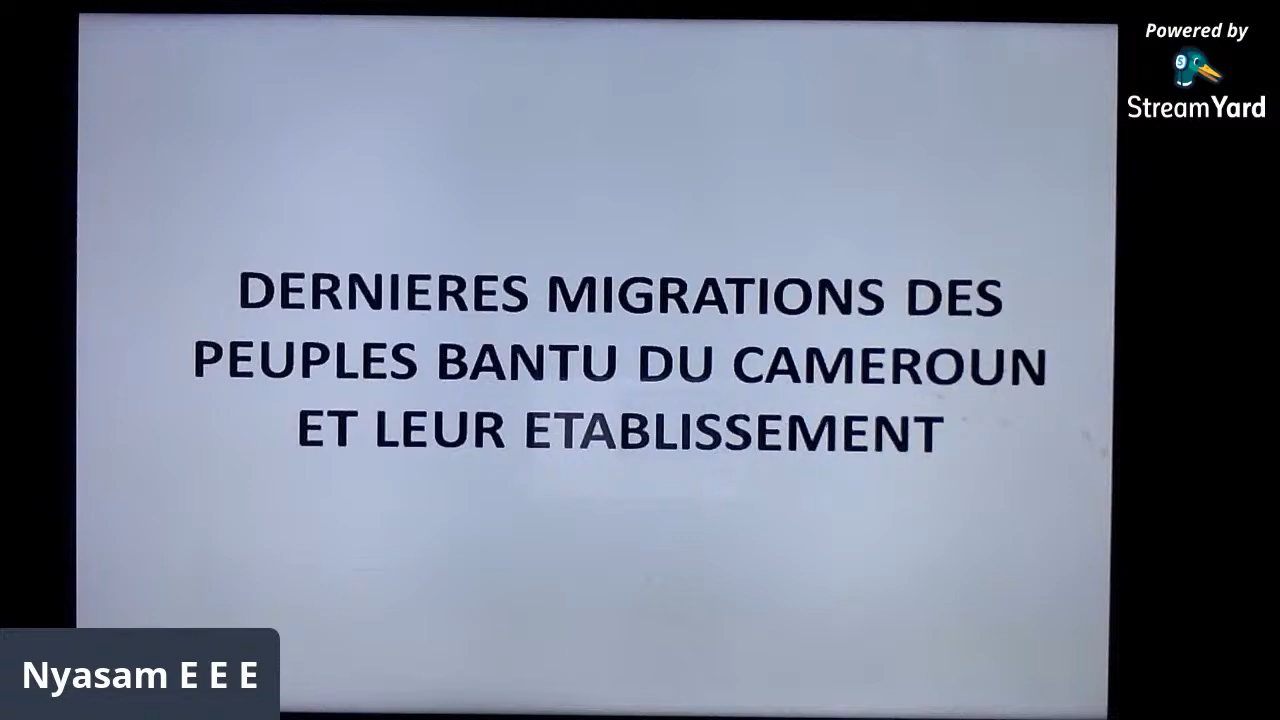 Powered by
StreamYard
DERNIERES MIGRATIONS DES
PEUPLES BANTU DU CAMEROUN
ET LEUR ETABLISSEMENT
Nyasam E E E